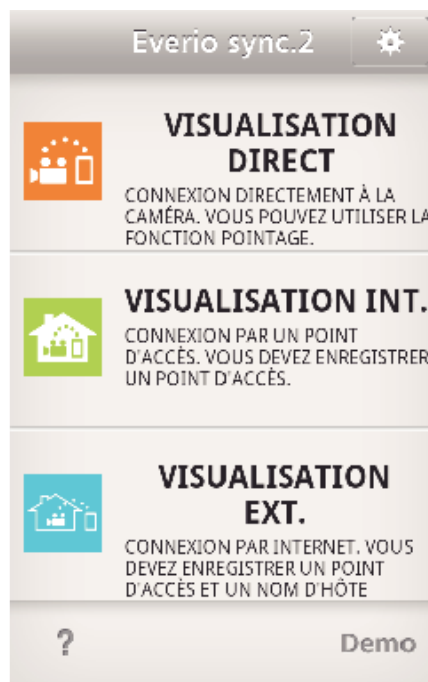 Everio sync.2
VISUALISATION
DIRECT
CONNEXION DIRECTEMENT À LA
CAMÉRA. VOUS POUVEZ UTILISER LA
FONCTION POINTAGE.
VISUALISATION INT.
CONNEXION PAR UN POINT
D'ACCÈS. VOUS DEVEZ ENREGISTRER
UN POINT D'ACCÈS.
VISUALISATION
EXT.
CONNEXION PAR INTERNET. VOUS
DEVEZ ENREGISTRER UN POINT
D'ACCÈS ET UN NOM D'HÔTE
? Demo